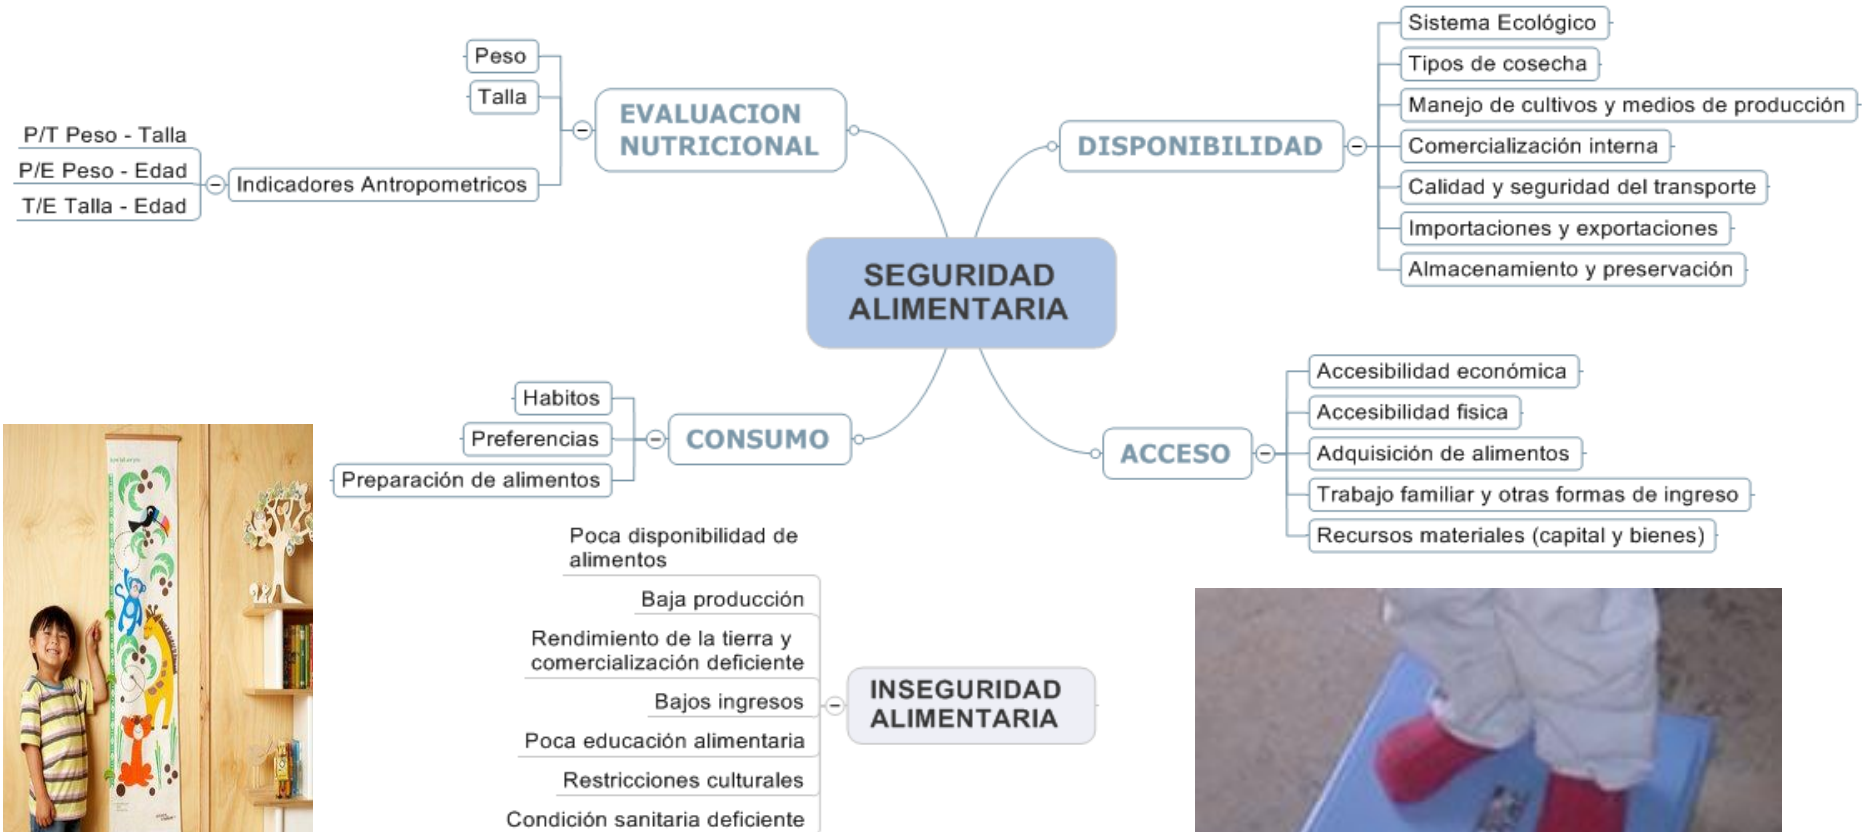 Peso
Talla
EVALUACION
NUTRICIONAL
P/T Peso - Talla
P/E Peso - Edad
T/E Talla - Edad
Indicadores Antropometricos
Sistema Ecológico
Tipos de cosecha
Manejo de cultivos y medios de producción
DISPONIBILIDAD
Comercialización interna
Calidad y seguridad del transporte
Importaciones y exportaciones
Almacenamiento y preservación
SEGURIDAD
ALIMENTARIA
Habitos
Preferencias
CONSUMO
Preparación de alimentos
Accesibilidad económica
Accesibilidad fisica
ACCESO
Adquisición de alimentos
Trabajo familiar y otras formas de ingreso
Recursos materiales (capital y bienes)
Poca disponibilidad de
alimentos
Baja producción
Rendimiento de la tierra y
comercialización deficiente
Bajos ingresos
INSEGURIDAD
ALIMENTARIA
Poca educación alimentaria
Restricciones culturales
Condición sanitaria deficiente